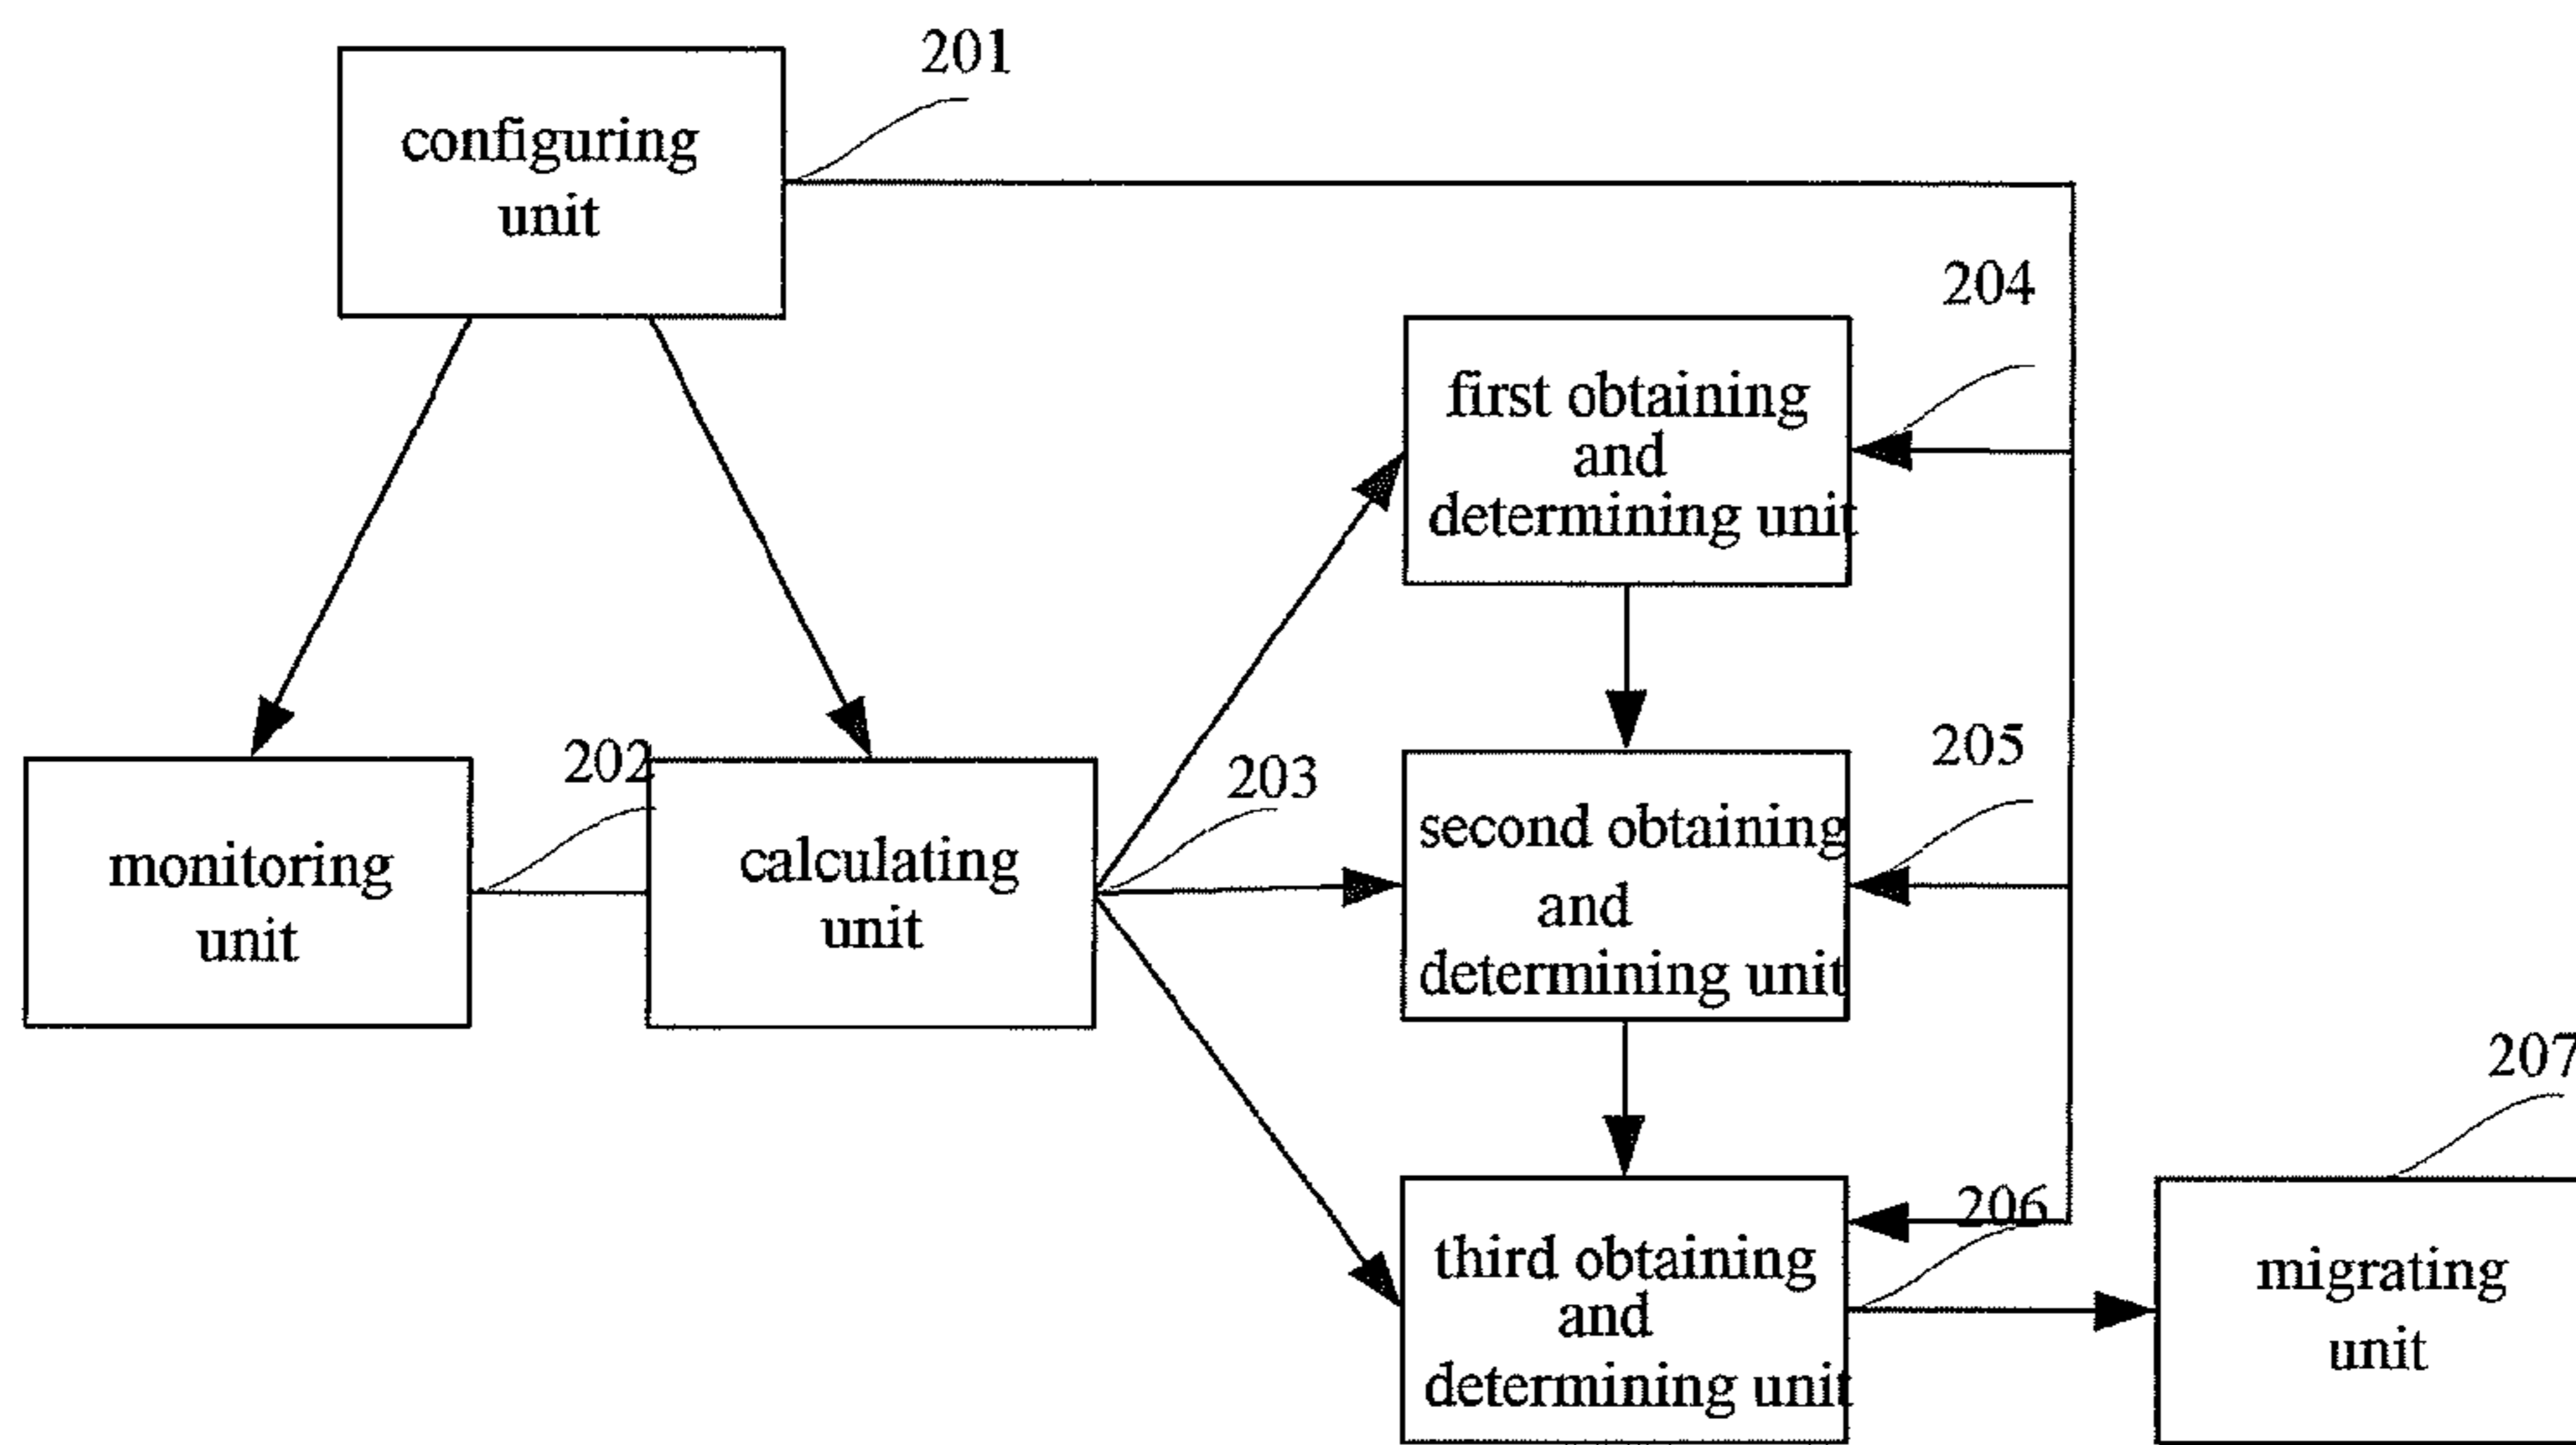 201
configuring
unit
204
first obtaining
and
determining unit
202
203
205
monitoring
unit
calculating
unit
second obtaining
and
determining unit
207
206
third obtaining
and
determining unit
migrating
unit